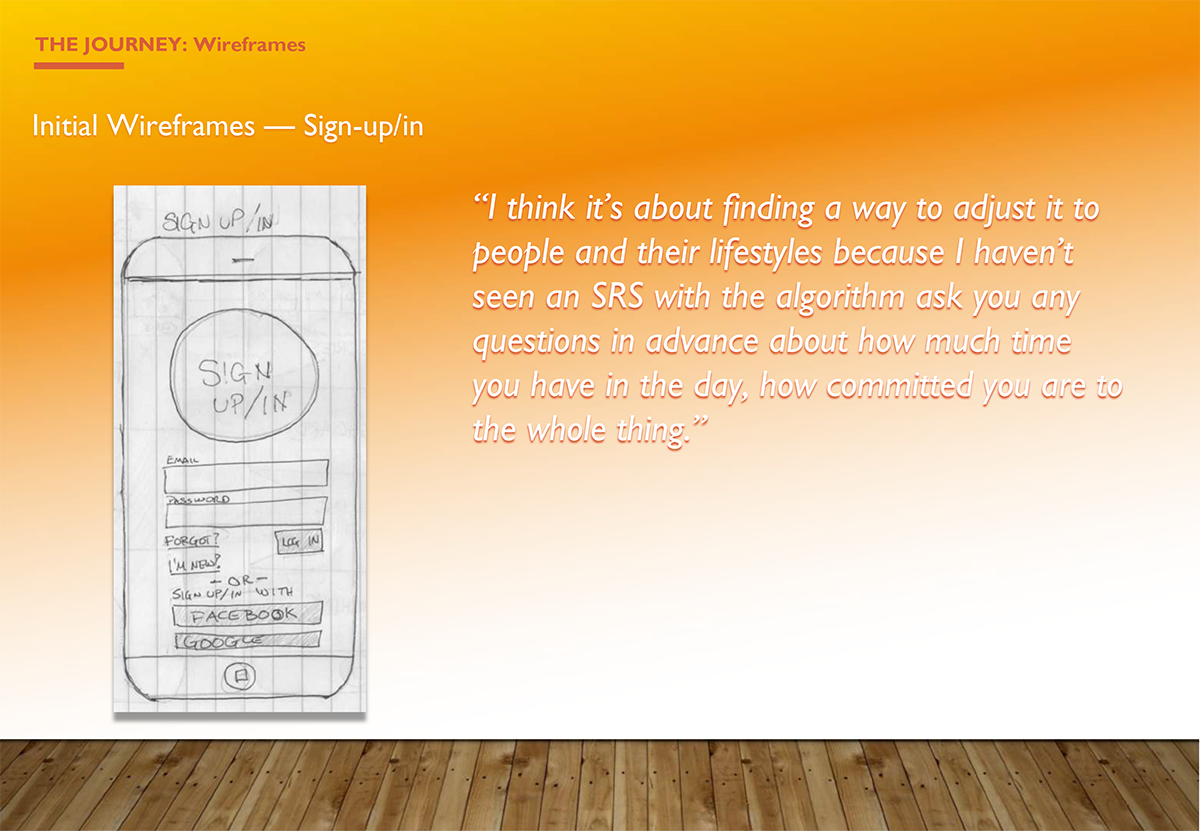 THE JOURNEY: Wireframes
Initial Wireframes — Sign-up/in
SIGN UP/IN
SIGN
UP/IN
EMAIL
PASSWORD
FORGOT?
LOG IN
I'M NEW?
- OR -
SIGN UP/IN WITH
FACEBOOK
GOOGLE
“I think it’s about finding a way to adjust it to
people and their lifestyles because I haven’t
seen an SRS with the algorithm ask you any
questions in advance about how much time
you have in the day, how committed you are to
the whole thing.”